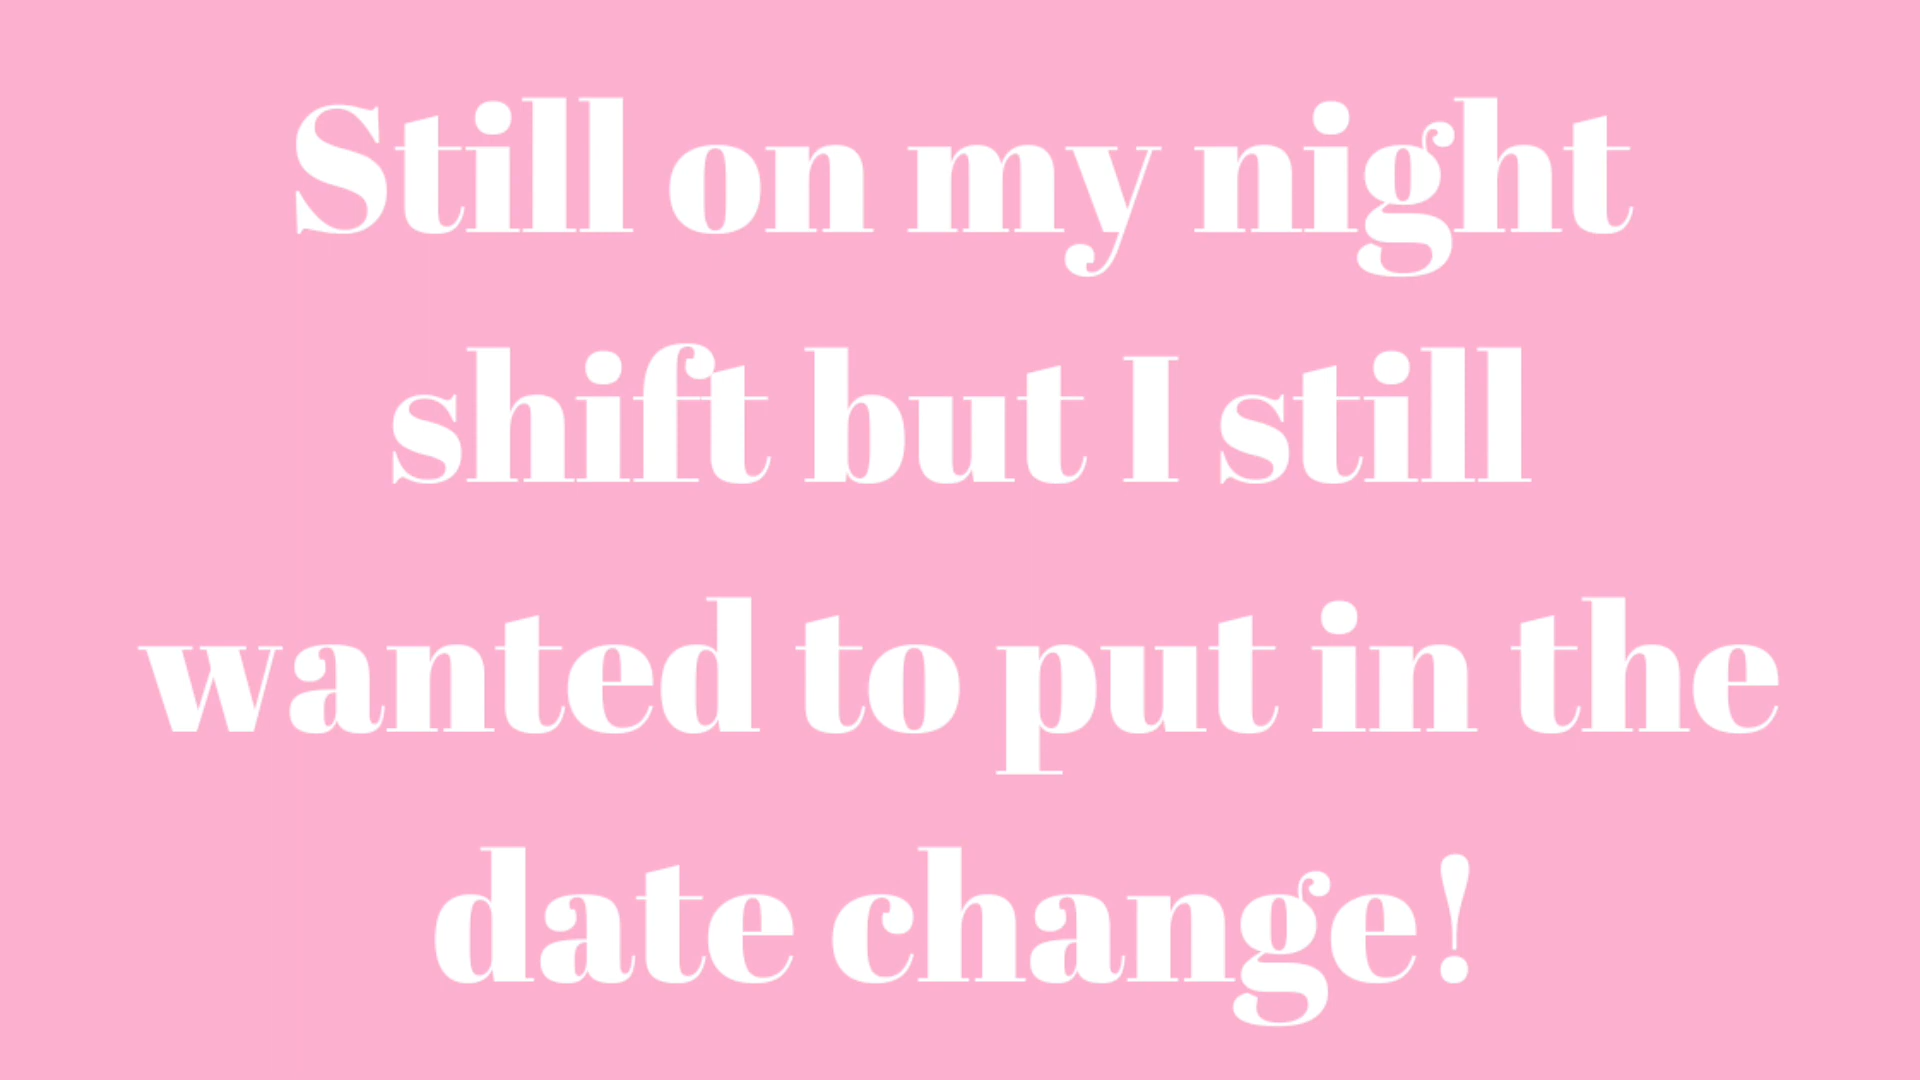 Still on my night
shift but I still
wanted to put in the
date change!